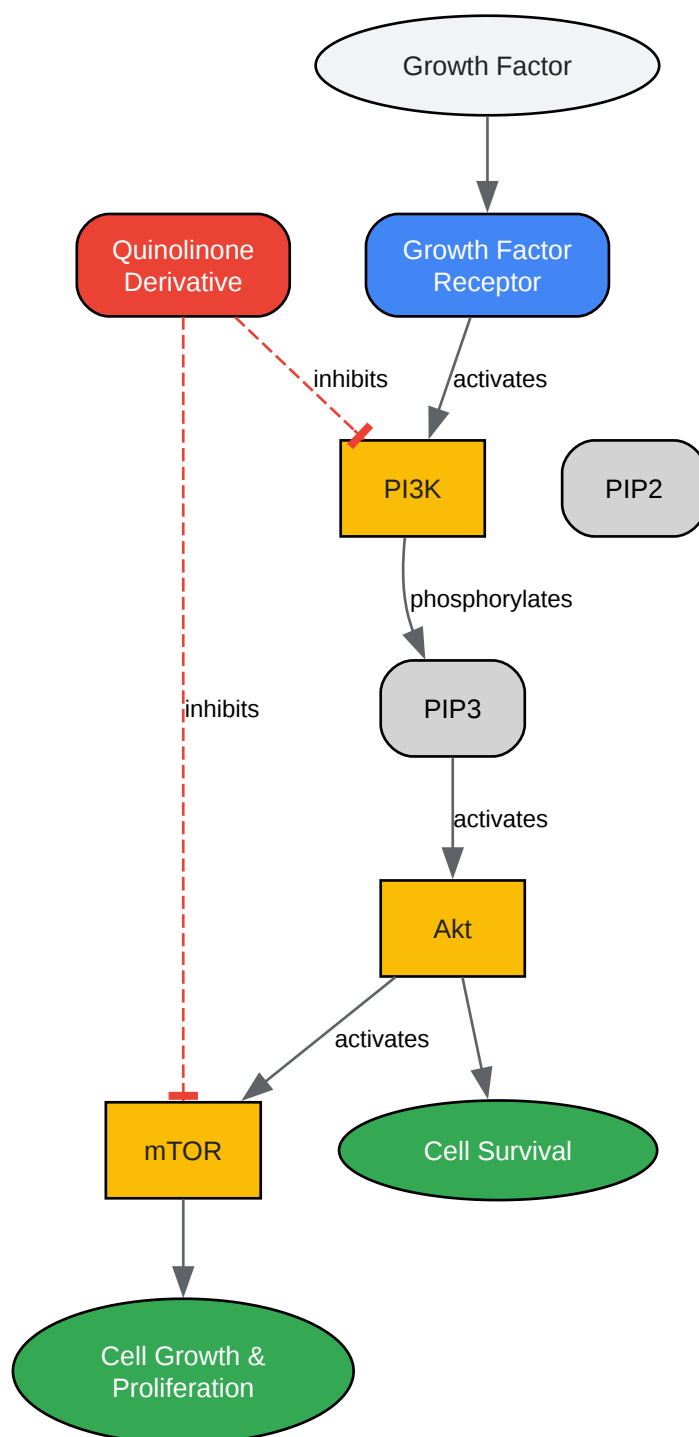 Growth Factor
Quinolinone
Derivative
Growth Factor
Receptor
inhibits
activates
PI3K
PIP2
phosphorylates
PIP3
inhibits
activates
Akt
activates
mTOR
Cell Survival
Cell Growth &
Proliferation